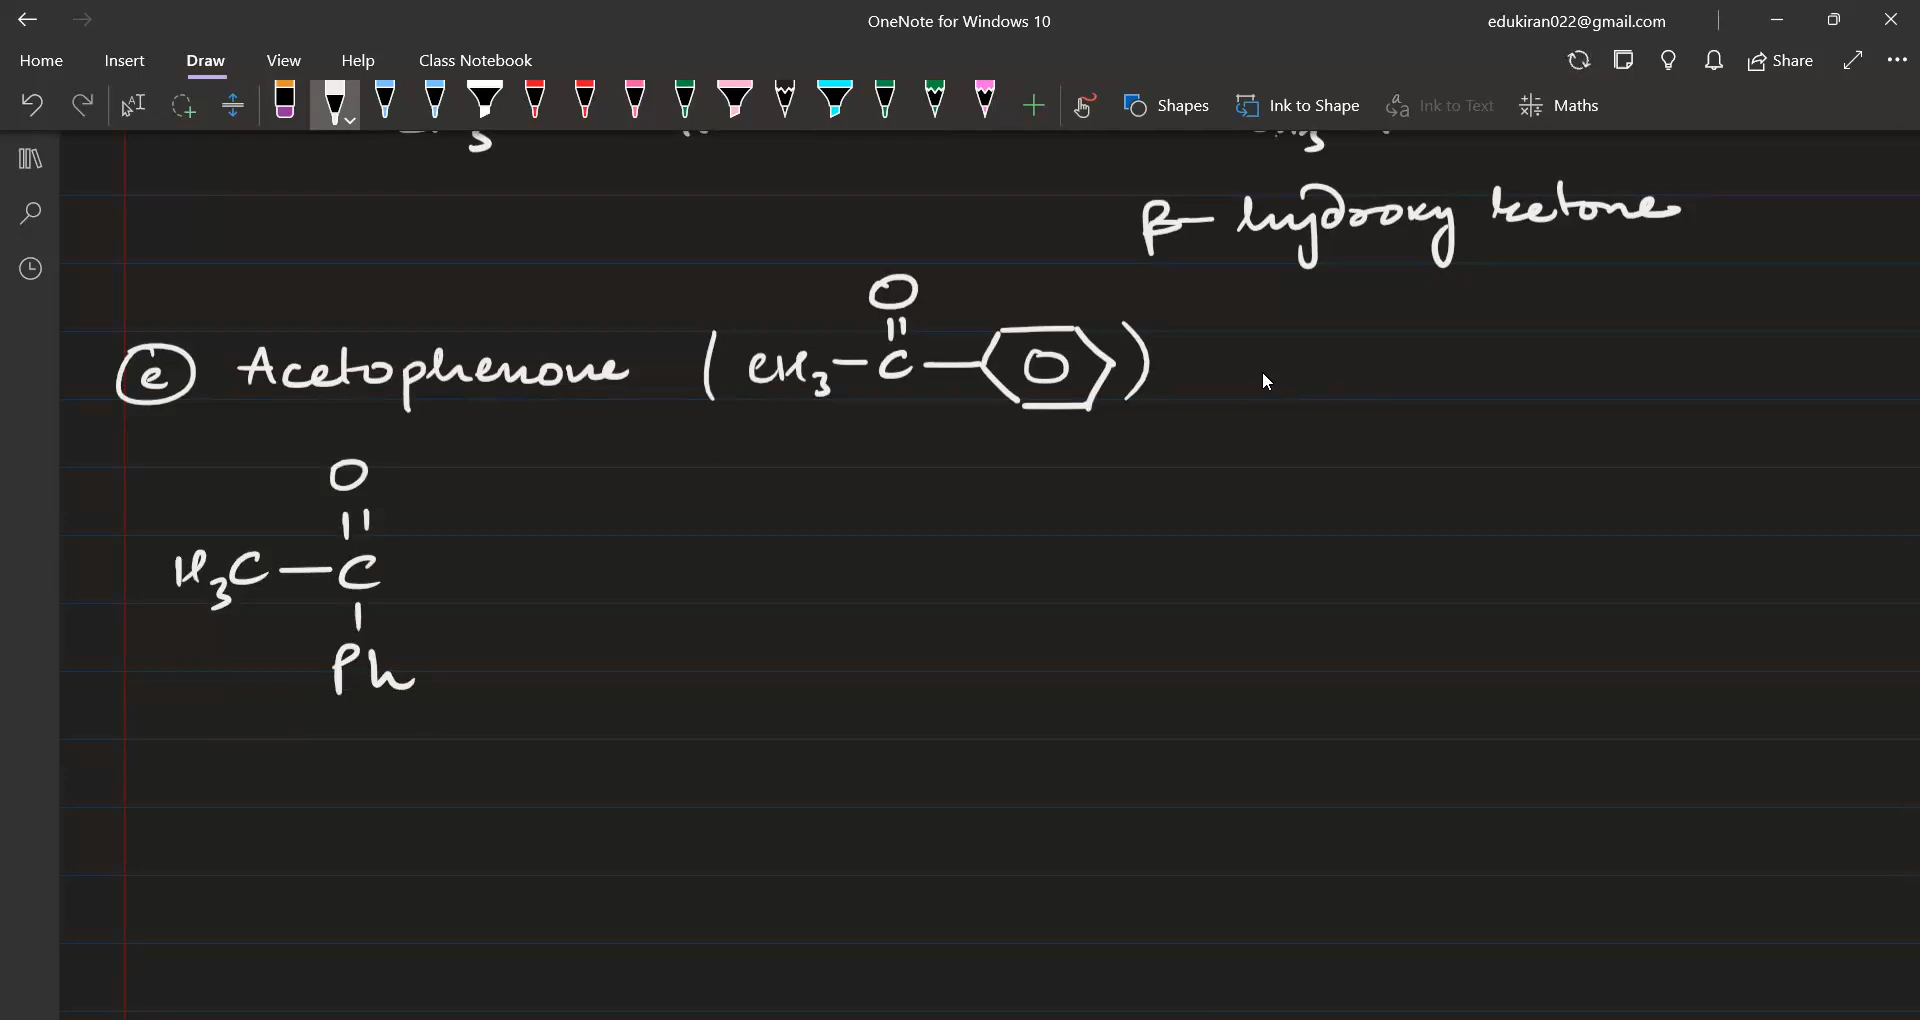 OneNote for Windows 10
edukiran022@gmail.com
Home Insert Draw View Help Class Notebook Share
Shapes Ink to Shape Ink to Text Maths
β- hydroxy ketone
O
||
(e) Acetophenone ( CH₃-C- )
O
||
H₃C-C
|
Ph